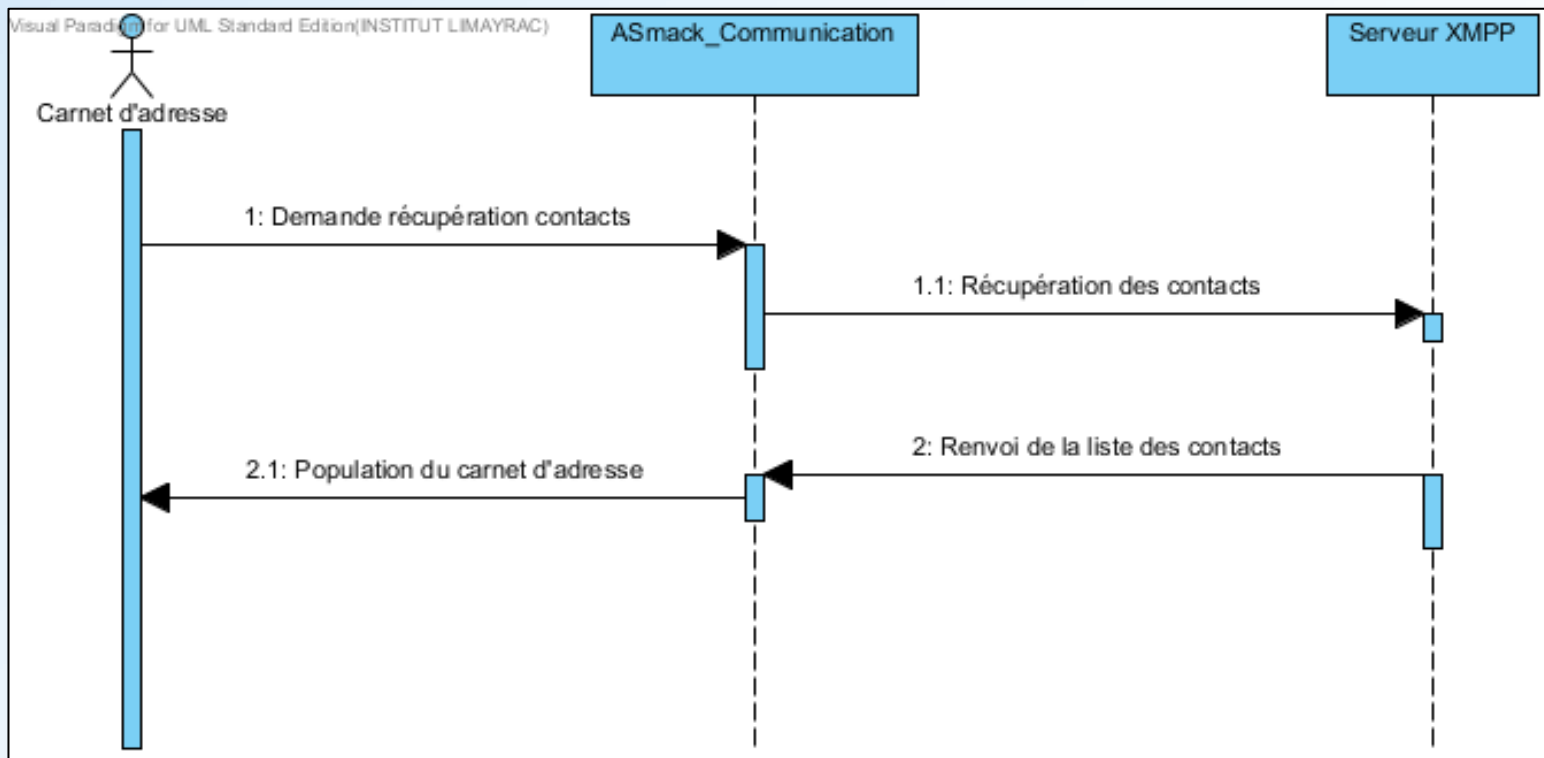 Visual Paradigm for UML Standard Edition(INSTITUT LIMAYRAC)
ASmack_Communication
Serveur XMPP
Carnet d'adresse
1: Demande récupération contacts
1.1: Récupération des contacts
2: Renvoi de la liste des contacts
2.1: Population du carnet d'adresse